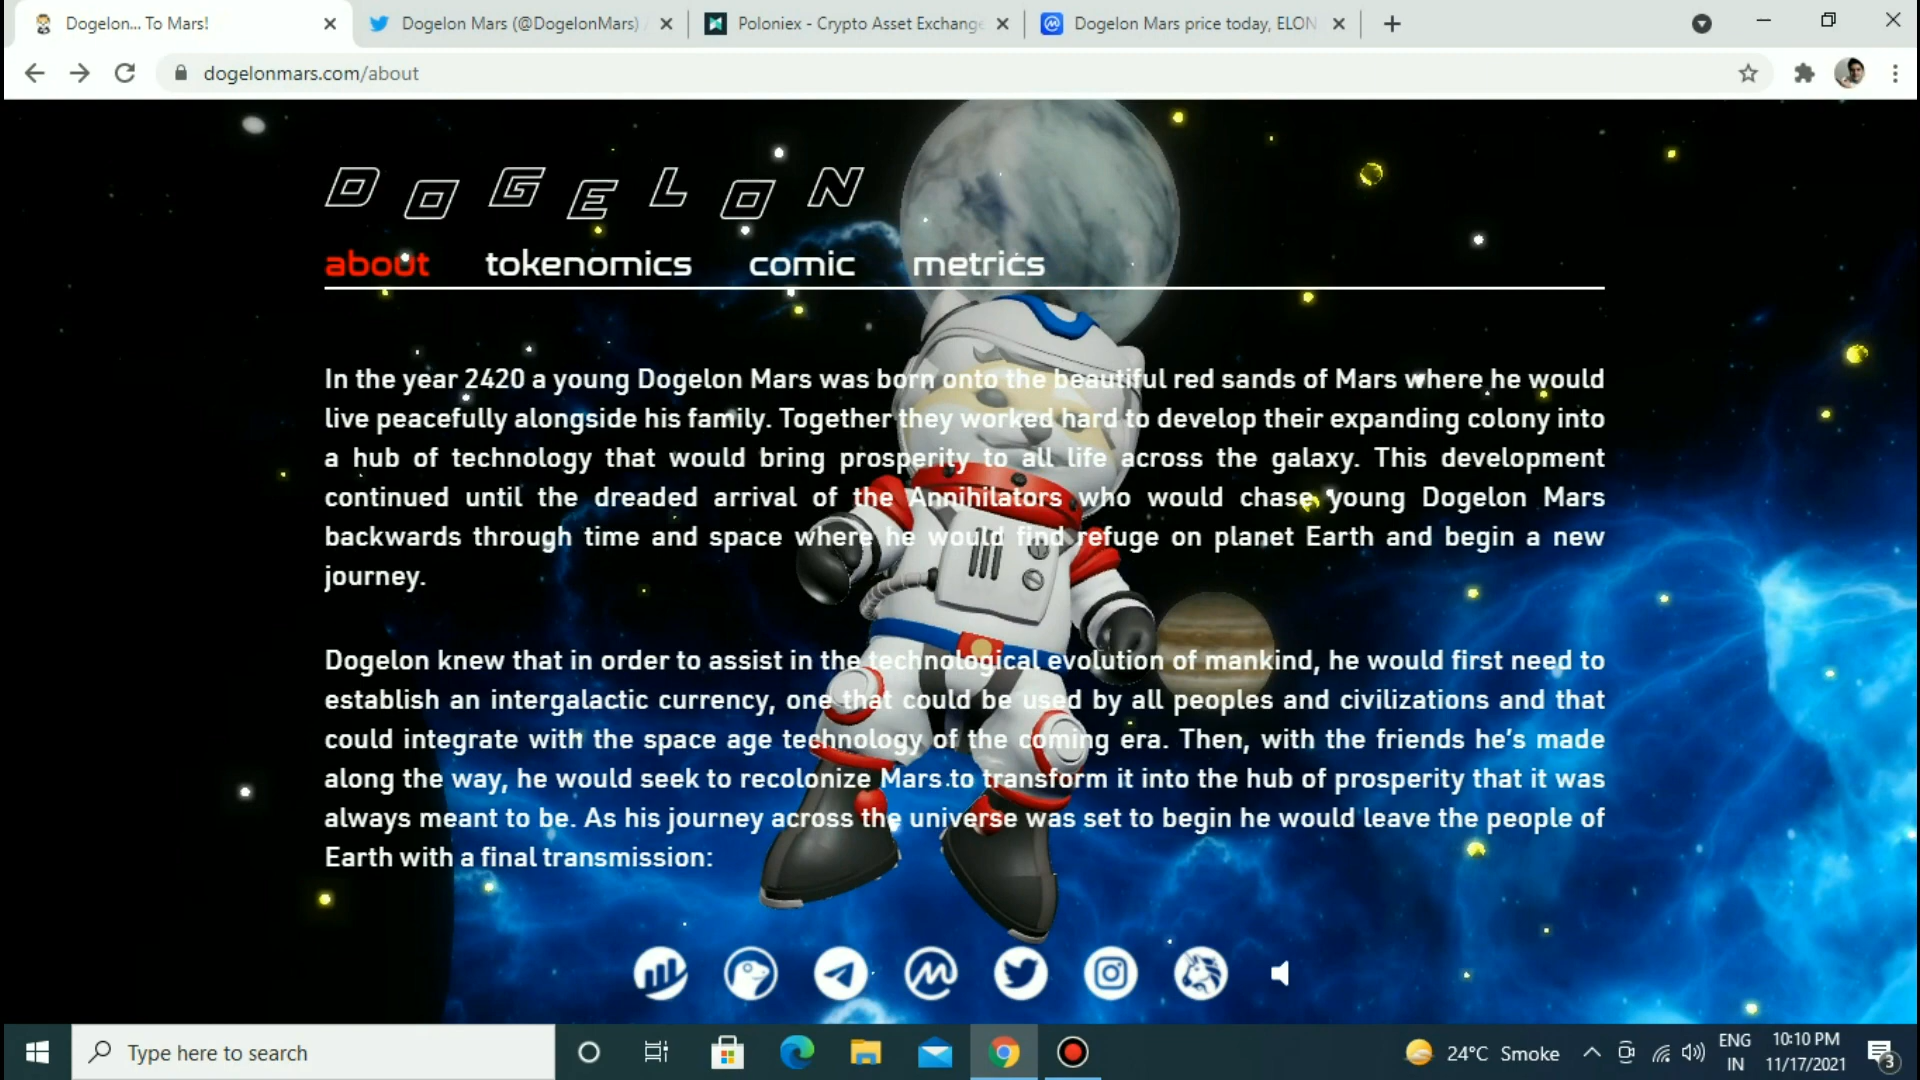 Dogelon... To Mars!
Dogelon Mars (@DogelonMars) /
Poloniex - Crypto Asset Exchange
Dogelon Mars price today, ELON
dogelonmars.com/about
DOGELON
about tokenomics comic metrics
In the year 2420 a young Dogelon Mars was born onto the beautiful red sands of Mars where he would
live peacefully alongside his family. Together they worked hard to develop their expanding colony into
a hub of technology that would bring prosperity to all life across the galaxy. This development
continued until the dreaded arrival of the Annihilators who would chase young Dogelon Mars
backwards through time and space where he would find refuge on planet Earth and begin a new
journey.
Dogelon knew that in order to assist in the technological evolution of mankind, he would first need to
establish an intergalactic currency, one that could be used by all peoples and civilizations and that
could integrate with the space age technology of the coming era. Then, with the friends he's made
along the way, he would seek to recolonize Mars to transform it into the hub of prosperity that it was
always meant to be. As his journey across the universe was set to begin he would leave the people of
Earth with a final transmission:
Type here to search
24°C Smoke
ENG
IN
10:10 PM
11/17/2021
3